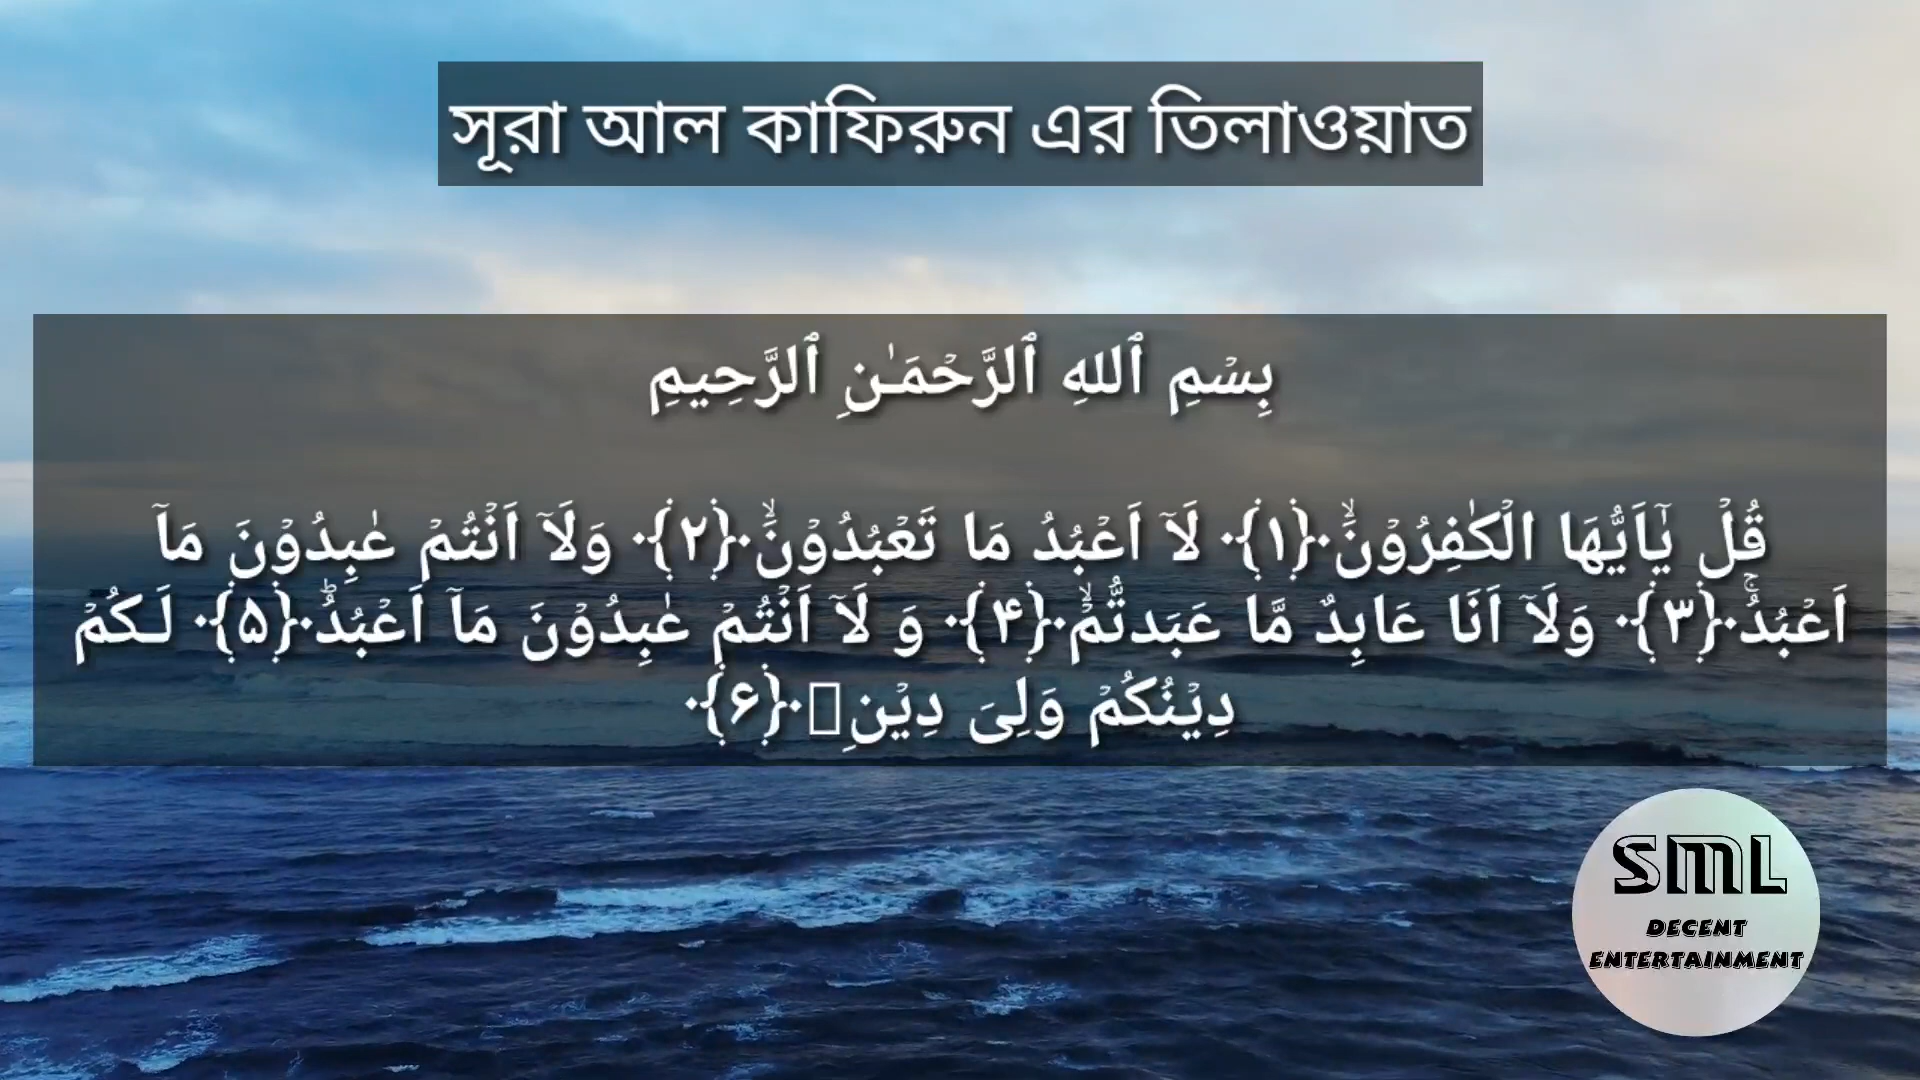 সূরা আল কাফিরুন এর তিলাওয়াত
بِسْمِ ٱللهِ ٱلرَّحْمَـٰنِ ٱلرَّحِيمِ
قُلْ يٰٓاَيُّهَا الْكٰفِرُوْنَۙ‏﴿۱﴾ لَاۤ اَعْبُدُ مَا تَعْبُدُوْنَۙ‏﴿۲﴾ وَلَاۤ اَنْتُمْ عٰبِدُوْنَ مَاۤ
اَعْبُدُ‌ۚ‏﴿۳﴾ وَلَاۤ اَنَا عَابِدٌ مَّا عَبَدتُّمْۙ‏﴿۴﴾ وَ لَاۤ اَنْتُمْ عٰبِدُوْنَ مَاۤ اَعْبُدُؕ‏﴿۵﴾ لَـكُمْ
دِيْنُكُمْ وَلِىَ دِيْنِ‏﴿۶﴾
SML
DECENT
ENTERTAINMENT